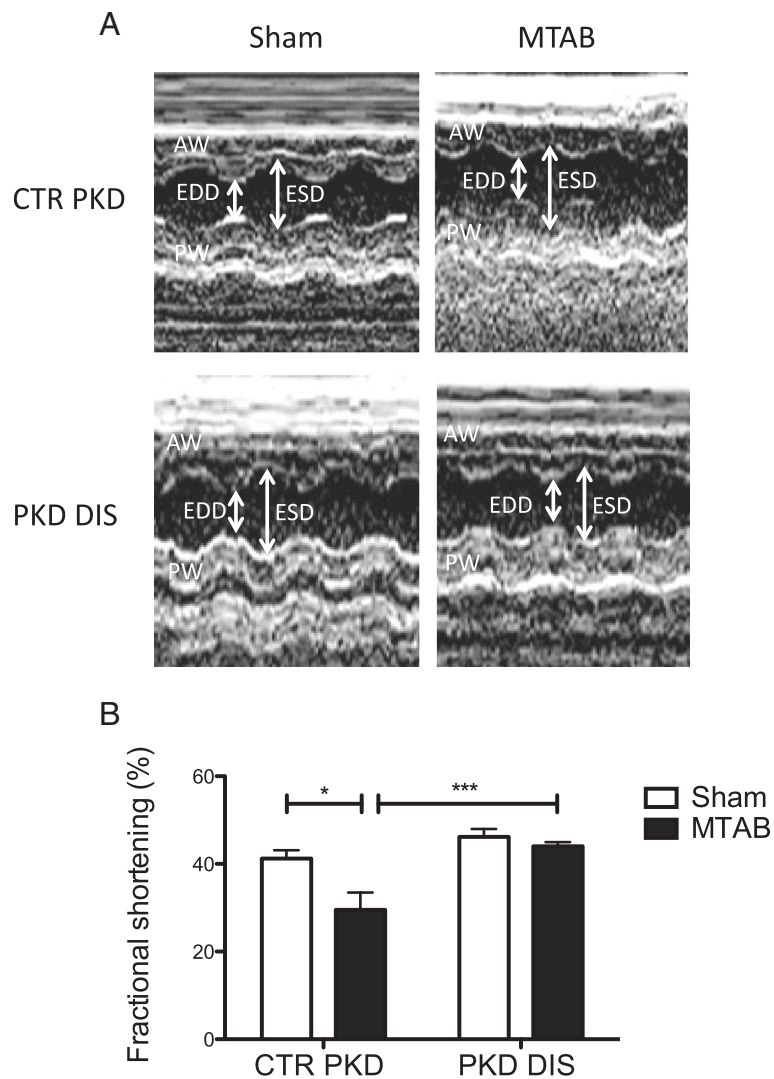 A
Sham MTAB
CTR PKD
AW
EDD ESD
PW
AW
EDD ESD
PW
PKD DIS
AW
EDD ESD
PW
AW
EDD ESD
PW
B
Fractional shortening (%)
60
40
20
0
* ***
Sham
MTAB
CTR PKD PKD DIS